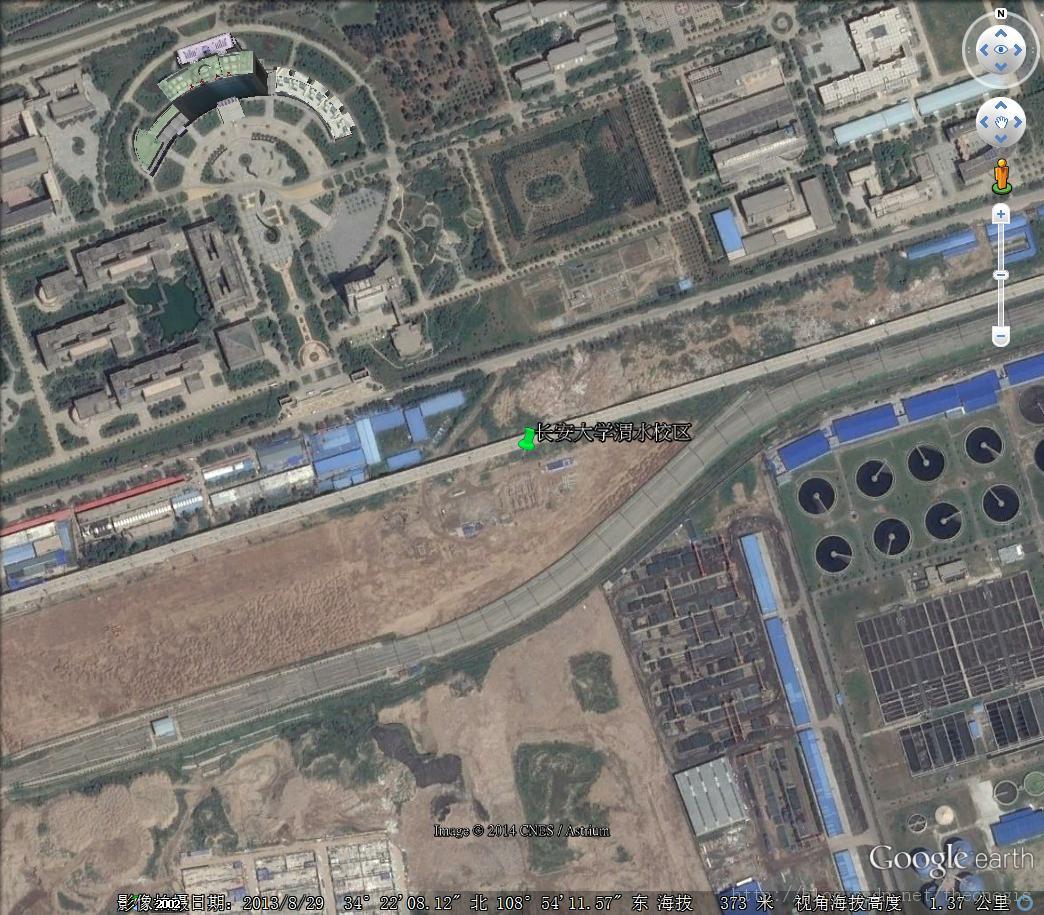 N
长安大学渭水校区
Image © 2014 CNES / Astrium
Google earth
2002
影像拍摄日期: 2013/8/29 34° 22'08.12" 北 108° 54'11.57" 东 海拔 373 米 视角海拔高度 1.37 公里